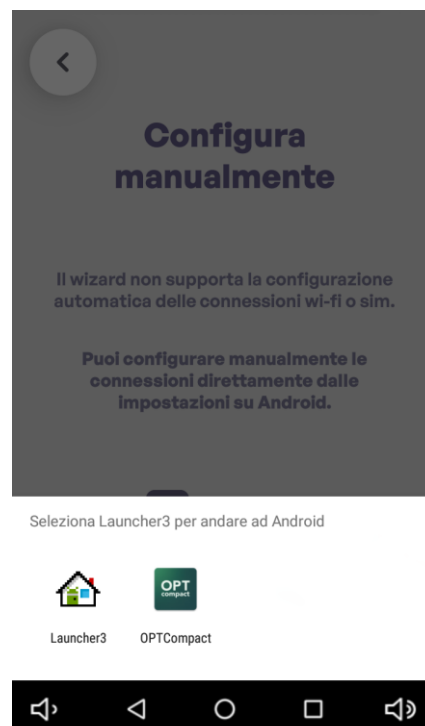 Configura
manualmente
Il wizard non supporta la configurazione
automatica delle connessioni wi-fi o sim.
Puoi configurare manualmente le
connessioni direttamente dalle
impostazioni su Android.
Seleziona Launcher3 per andare ad Android
OPT
compact
Launcher3
OPTCompact